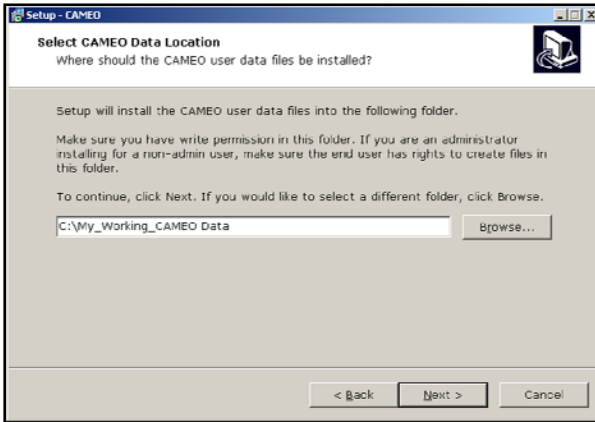 Setup - CAMEO
Select CAMEO Data Location
Where should the CAMEO user data files be installed?
Setup will install the CAMEO user data files into the following folder.
Make sure you have write permission in this folder. If you are an administrator
installing for a non-admin user, make sure the end user has rights to create files in
this folder.
To continue, click Next. If you would like to select a different folder, click Browse.
C:\My_Working_CAMEO Data
Browse...
< Back
Next >
Cancel